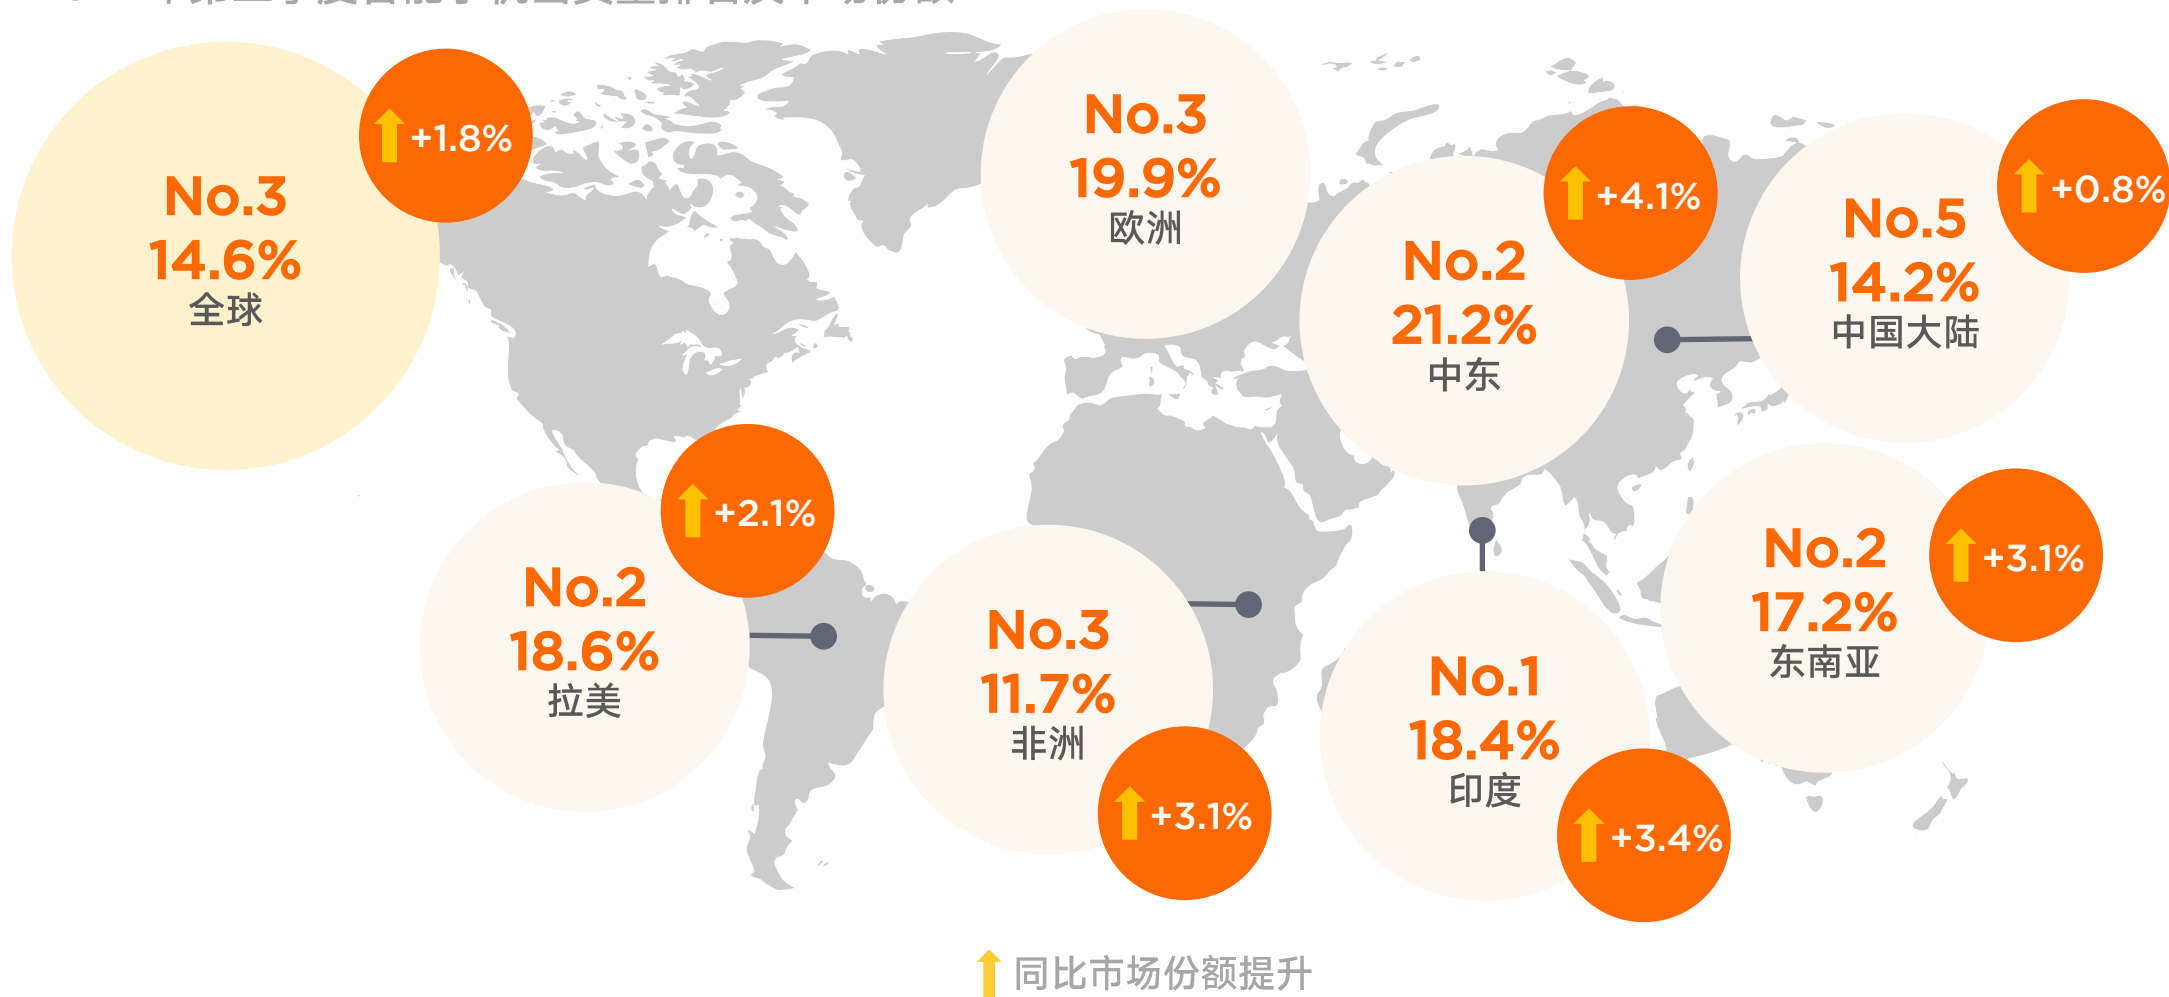 No.3
14.6%
全球
+1.8%
No.3
19.9%
欧洲
No.2
21.2%
中东
+4.1%
No.5
14.2%
中国大陆
+0.8%
No.2
18.6%
拉美
+2.1%
No.3
11.7%
非洲
+3.1%
No.1
18.4%
印度
+3.4%
No.2
17.2%
东南亚
+3.1%
同比市场份额提升